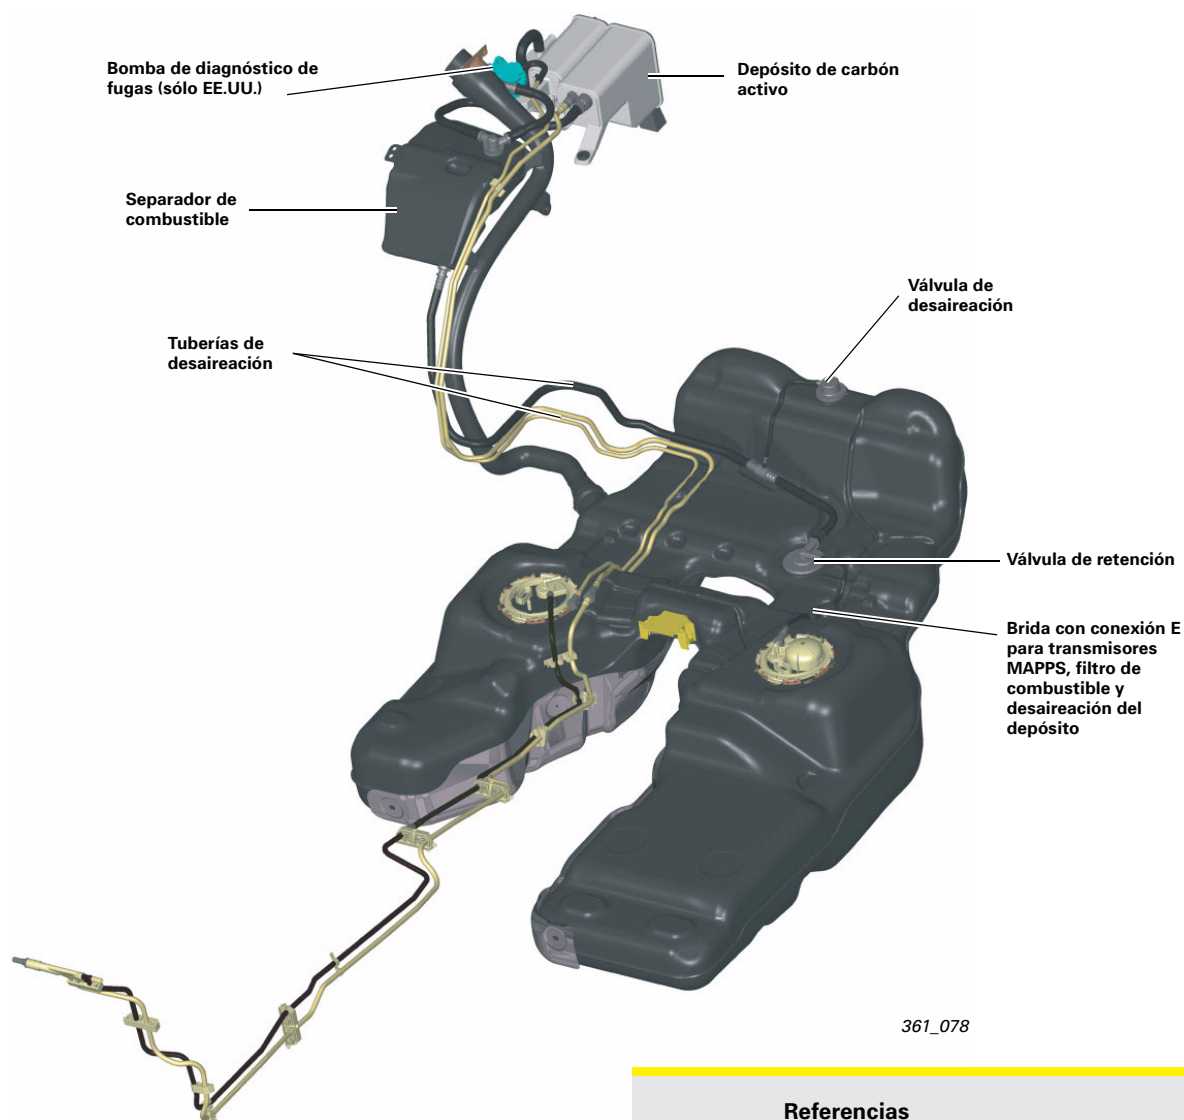 Bomba de diagnóstico de
fugas (sólo EE.UU.)
Depósito de carbón
activo
Separador de
combustible
Válvula de
desaireación
Tuberías de
desaireación
Válvula de retención
Brida con conexión E
para transmisores
MAPPS, filtro de
combustible y
desaireación del
depósito
361_078
Referencias